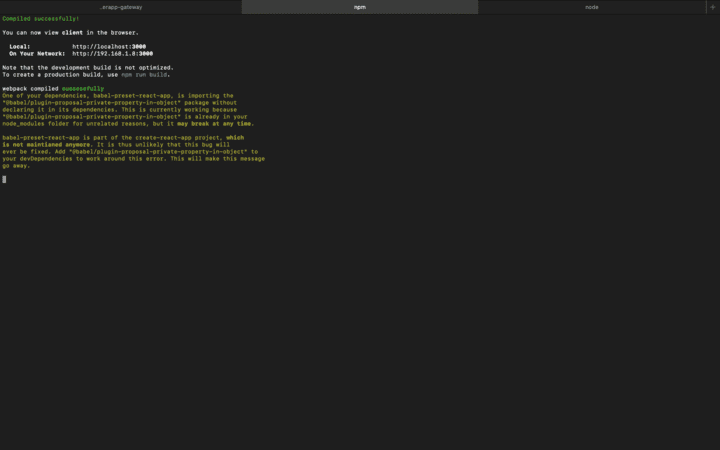 ..erapp-gateway
npm
node
+
Compiled successfully!
You can now view client in the browser.
Local: http://localhost:3000
On Your Network: http://192.168.1.8:3000
Note that the development build is not optimized.
To create a production build, use npm run build.
webpack compiled successfully
One of your dependencies, babel-preset-react-app, is importing the
"@babel/plugin-proposal-private-property-in-object" package without
declaring it in its dependencies. This is currently working because
"@babel/plugin-proposal-private-property-in-object" is already in your
node_modules folder for unrelated reasons, but it may break at any time.
babel-preset-react-app is part of the create-react-app project, which
is not maintianed anymore. It is thus unlikely that this bug will
ever be fixed. Add "@babel/plugin-proposal-private-property-in-object" to
your devDependencies to work around this error. This will make this message
go away.